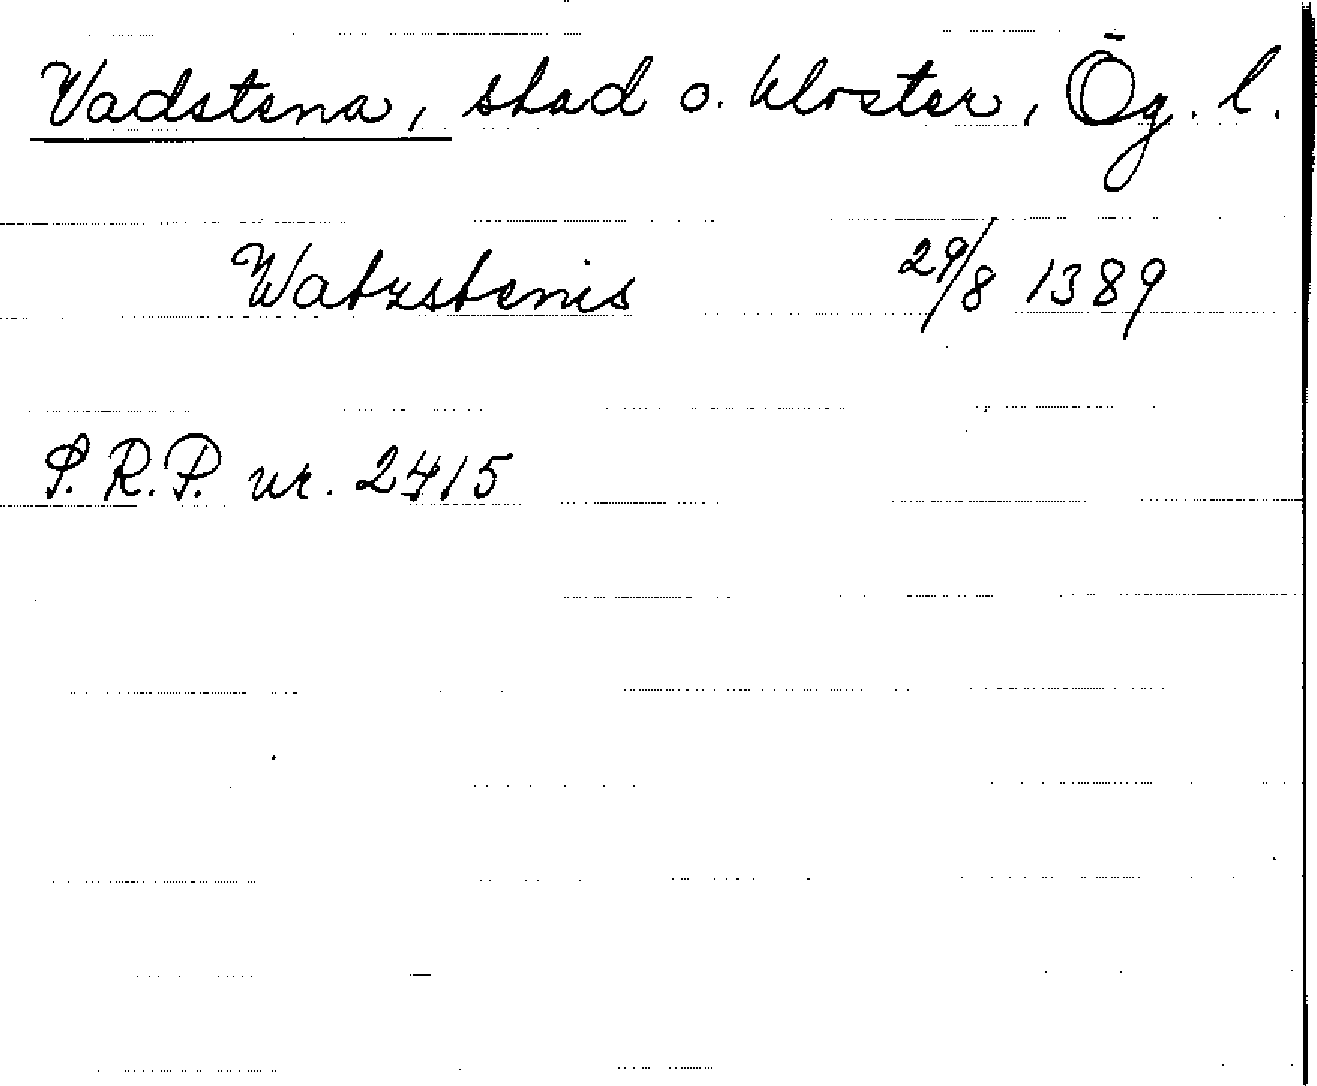 Vadstena, stad o. kloster, Ög. l.
Watzstenis 29/8 1389
S.R.P. nr. 2415